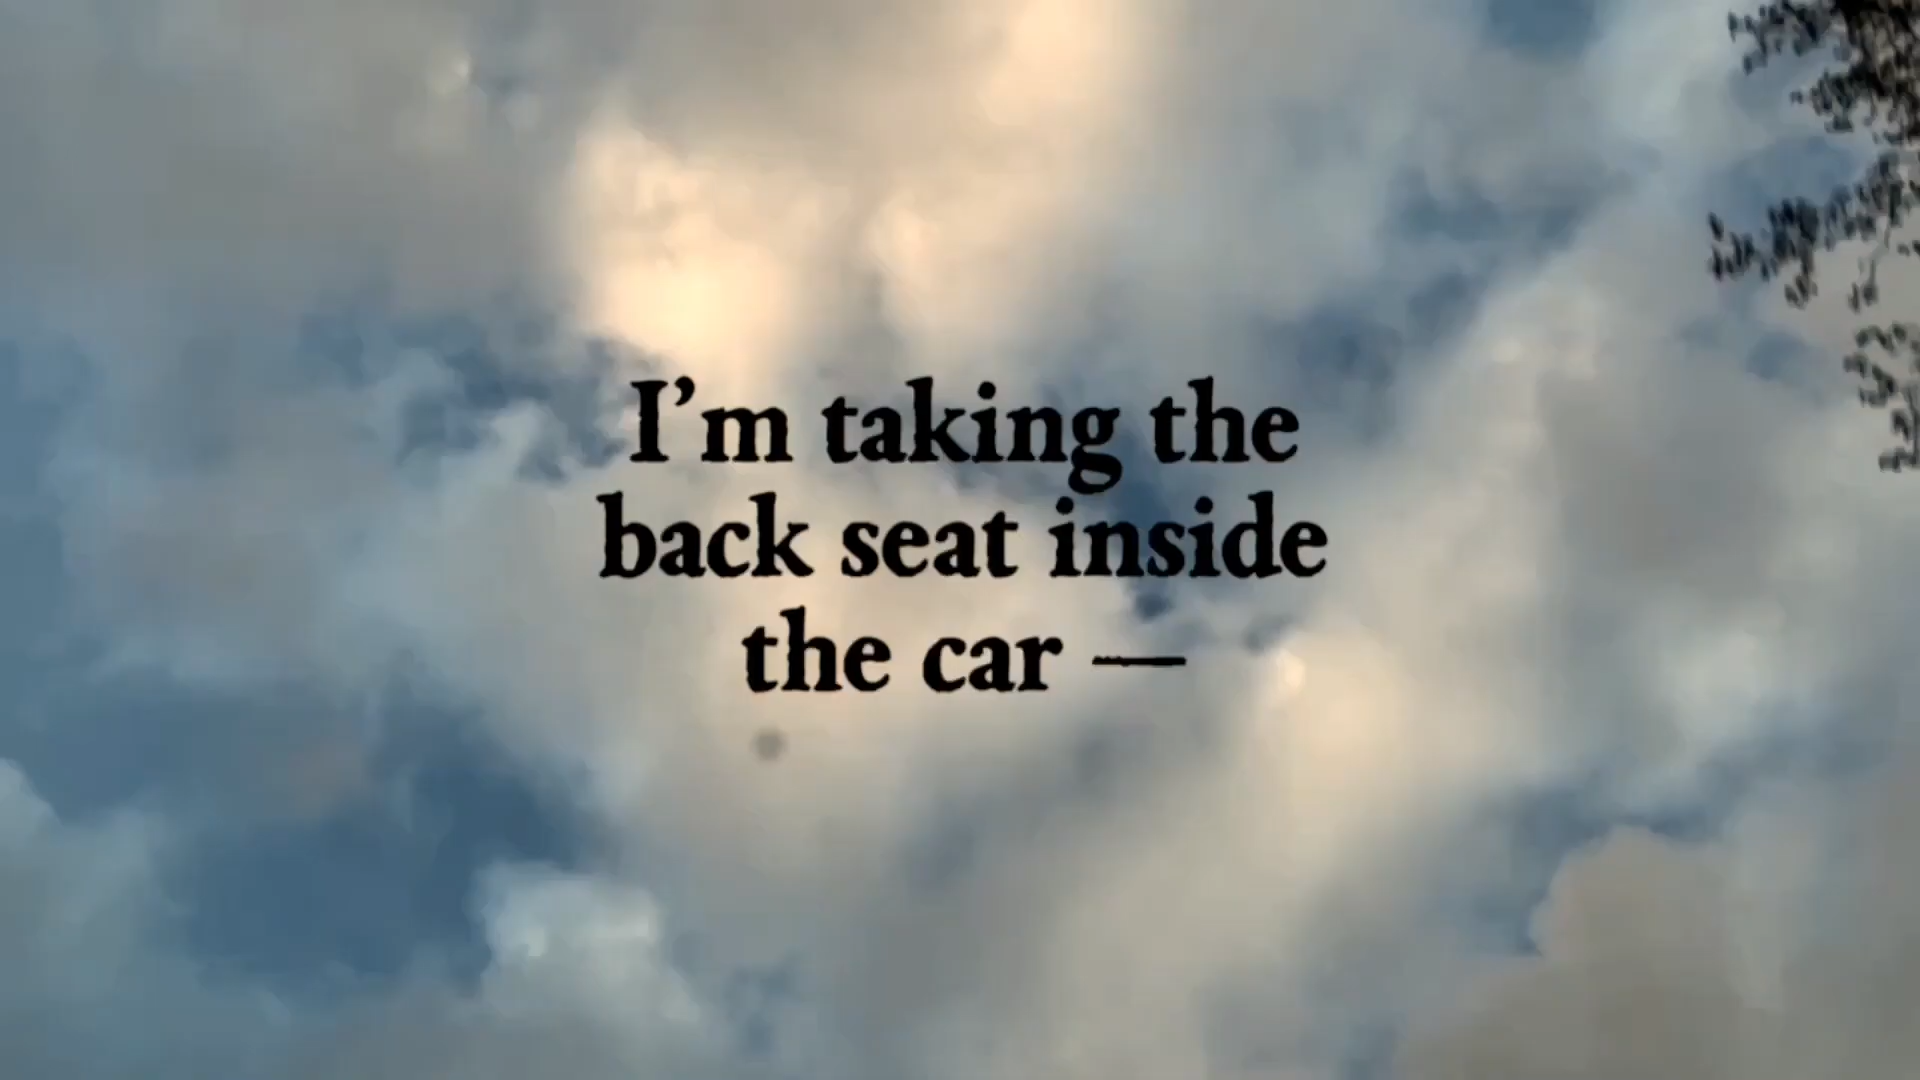 I’m taking the
back seat inside
the car —